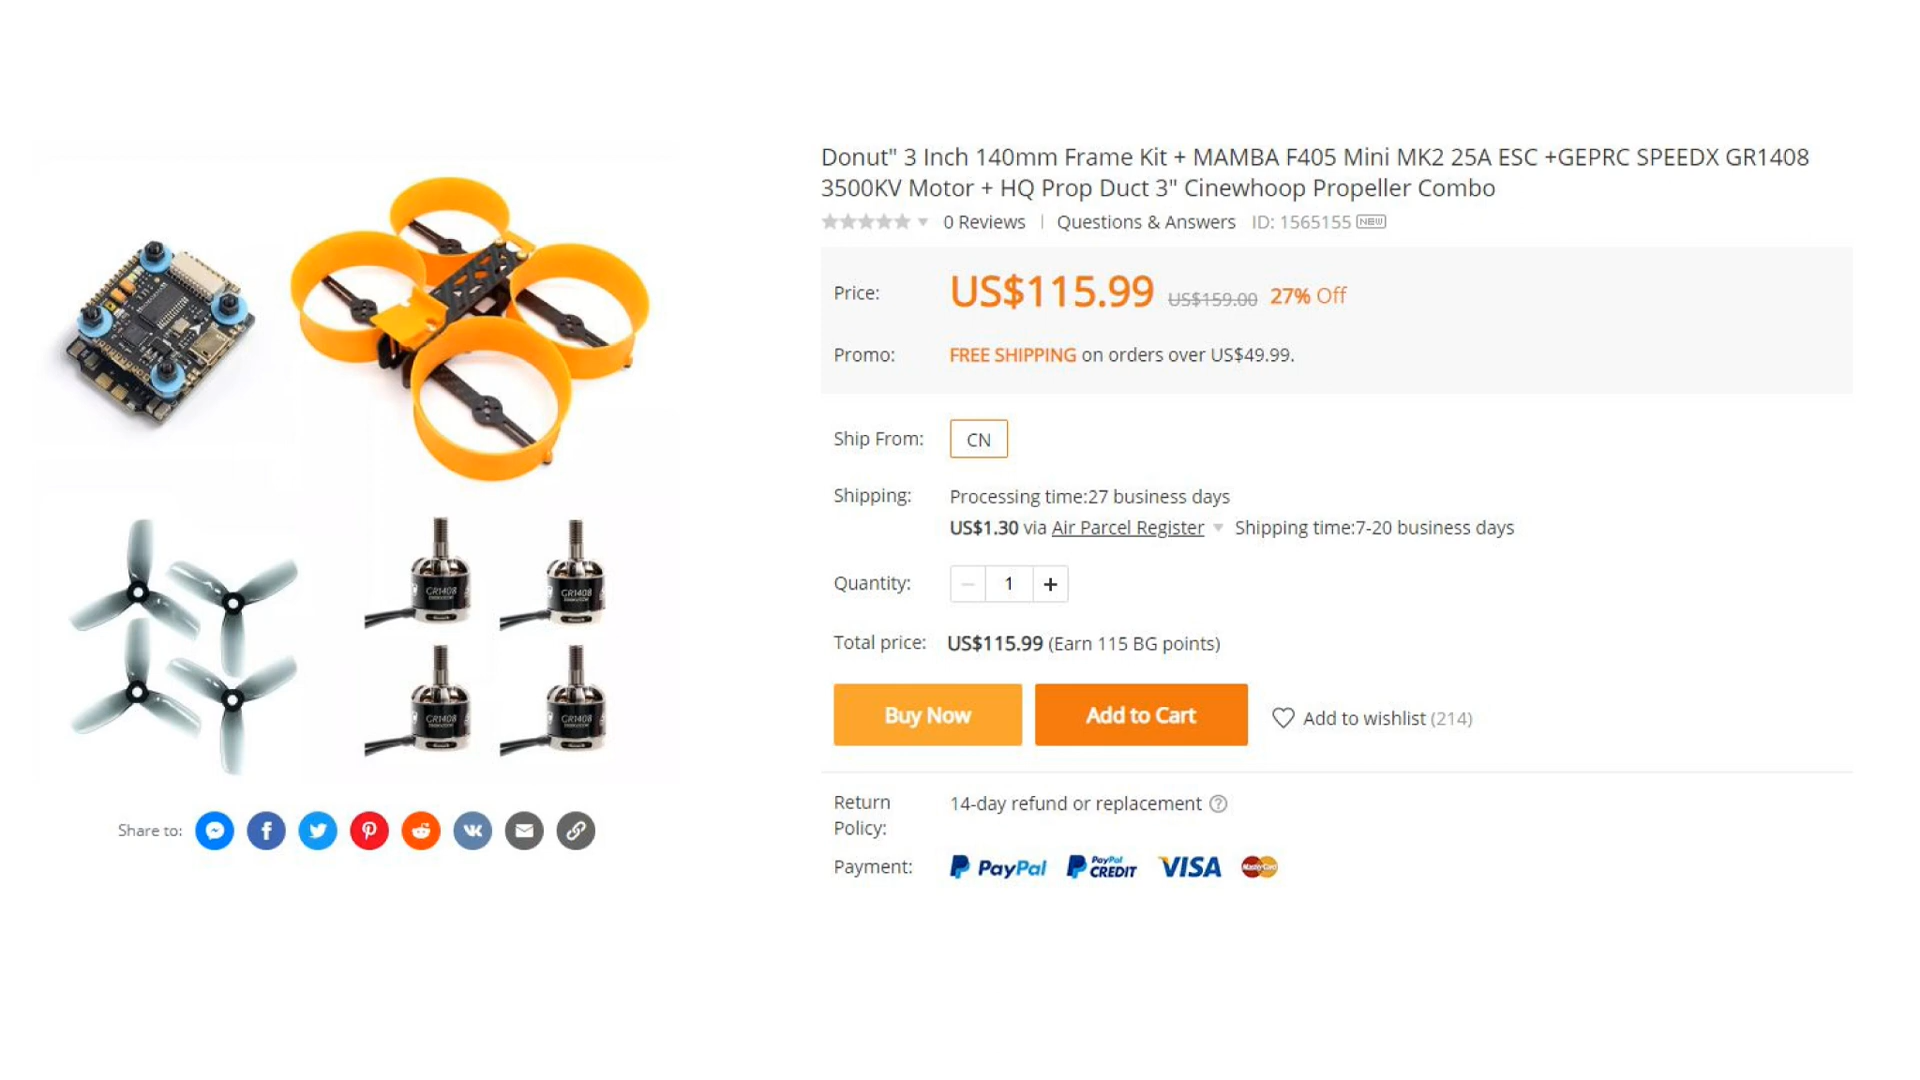 Donut" 3 Inch 140mm Frame Kit + MAMBA F405 Mini MK2 25A ESC +GEPRC SPEEDX GR1408
3500KV Motor + HQ Prop Duct 3" Cinewhoop Propeller Combo
0 Reviews | Questions & Answers ID: 1565155 NEW
Price: US$115.99 US$159.00 27% Off
Promo: FREE SHIPPING on orders over US$49.99.
Ship From: CN
Shipping: Processing time:27 business days
US$1.30 via Air Parcel Register Shipping time:7-20 business days
Quantity: − 1 +
Total price: US$115.99 (Earn 115 BG points)
Buy Now Add to Cart Add to wishlist (214)
Return
Policy: 14-day refund or replacement ?
Payment: PayPal PayPal CREDIT VISA MasterCard
GR1408 GR1408
GR1408 GR1408
Share to: